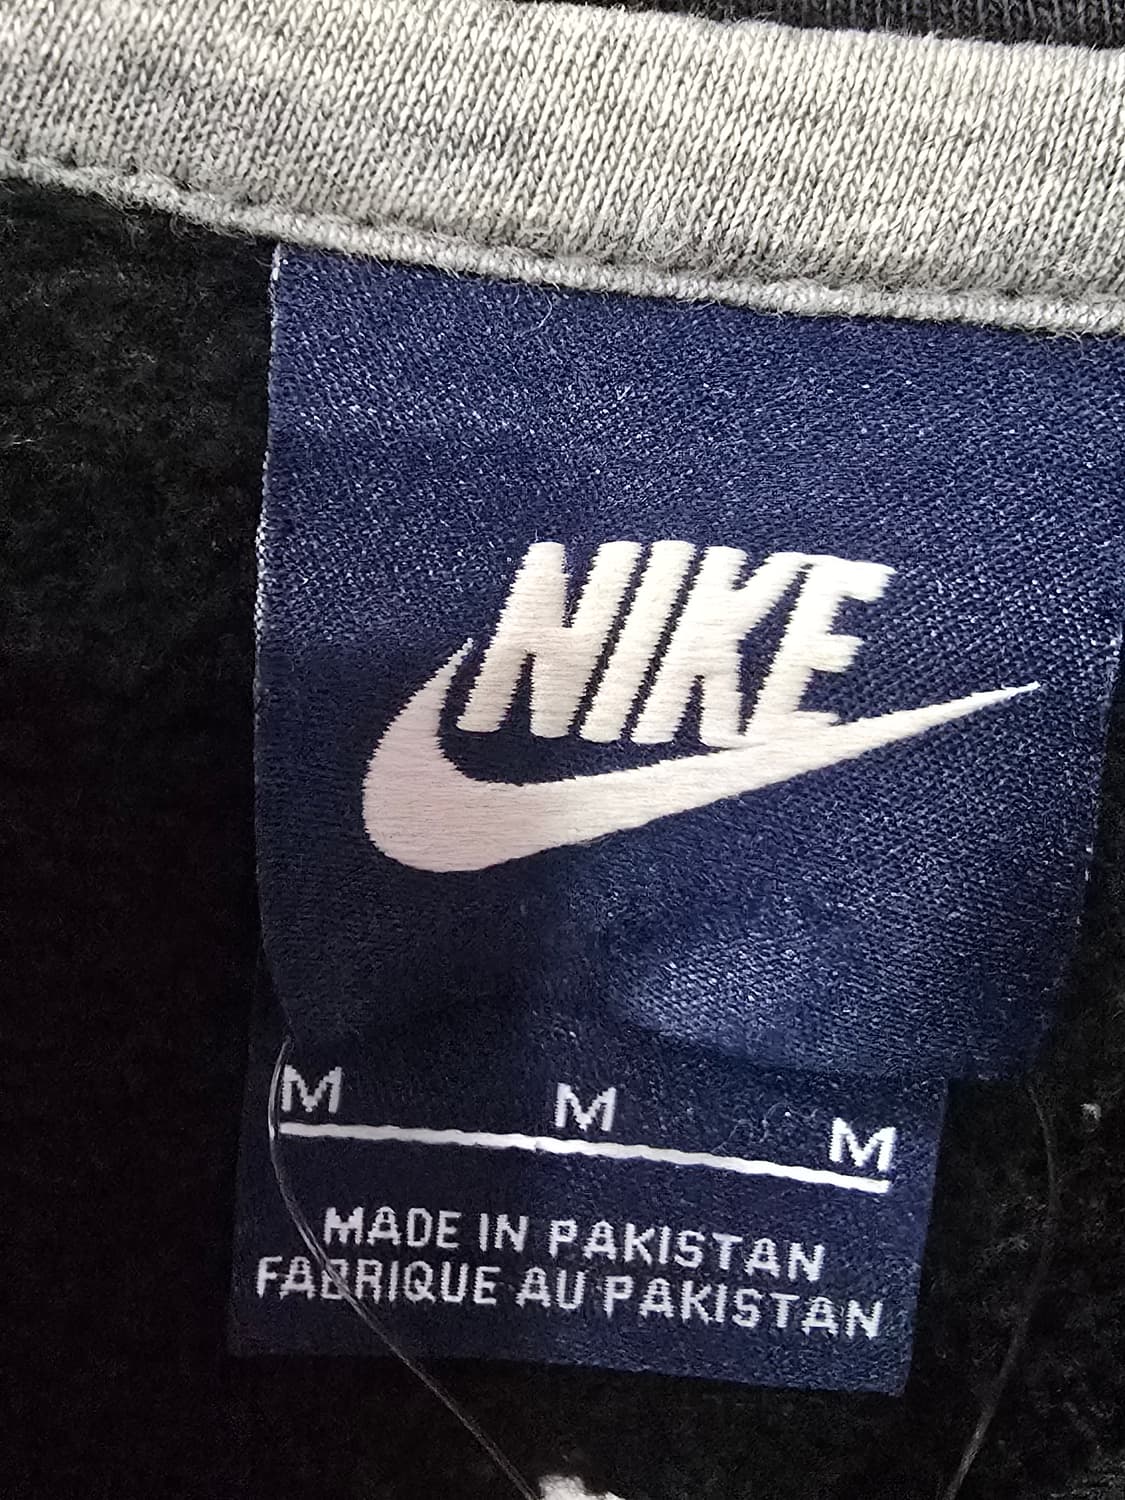 NIKE
M M M
MADE IN PAKISTAN
FABRIQUE AU PAKISTAN